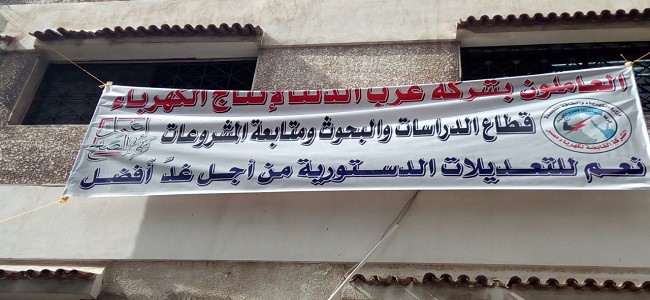 العاملون بشركة غرب الدلتا لإنتاج الكهرباء
قطاع الدراسات والبحوث ومتابعة المشروعات
نعم للتعديلات الدستورية من أجل غدٍ أفضل